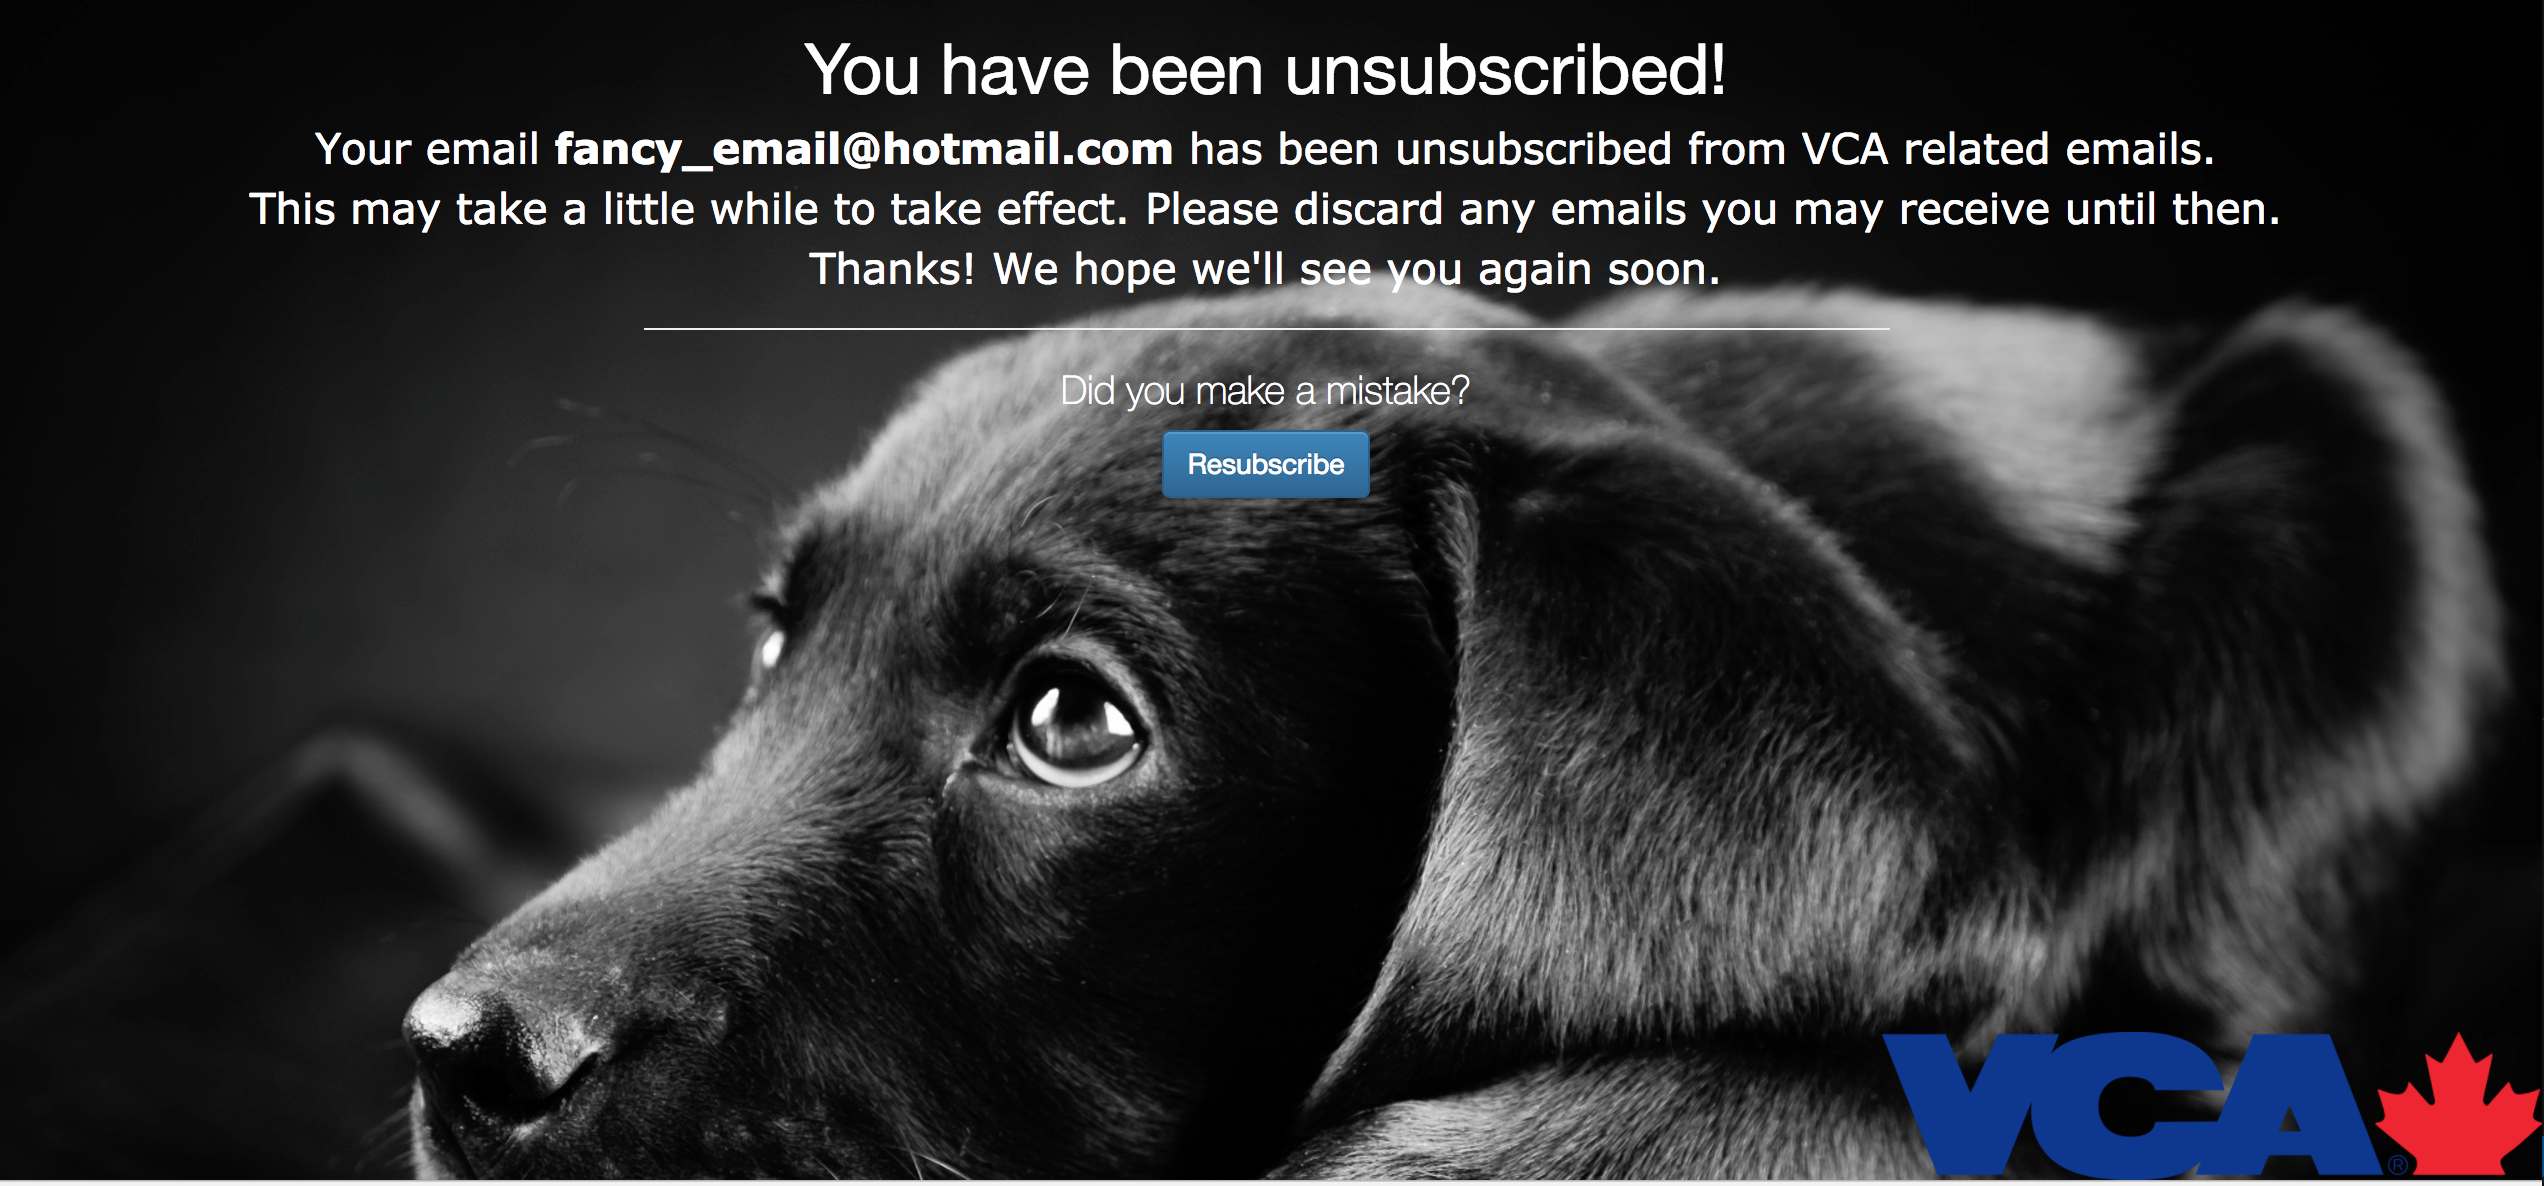 You have been unsubscribed!
Your email fancy_email@hotmail.com has been unsubscribed from VCA related emails.
This may take a little while to take effect. Please discard any emails you may receive until then.
Thanks! We hope we'll see you again soon.
Did you make a mistake?
Resubscribe
VCA®